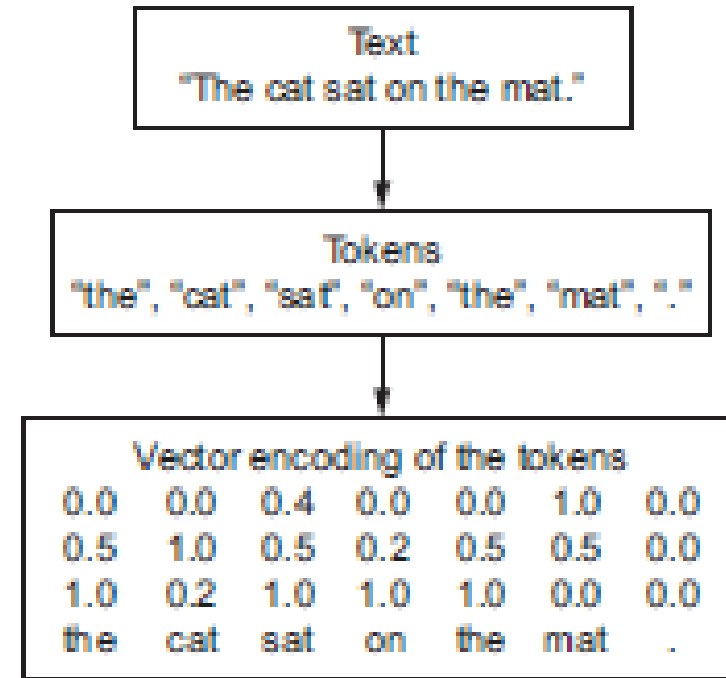 Text
"The cat sat on the mat."
Tokens
"the", "cat", "sat", "on", "the", "mat", "."
Vector encoding of the tokens
0.0 0.0 0.4 0.0 0.0 1.0 0.0
0.5 1.0 0.5 0.2 0.5 0.5 0.0
1.0 0.2 1.0 1.0 1.0 0.0 0.0
the cat sat on the mat .